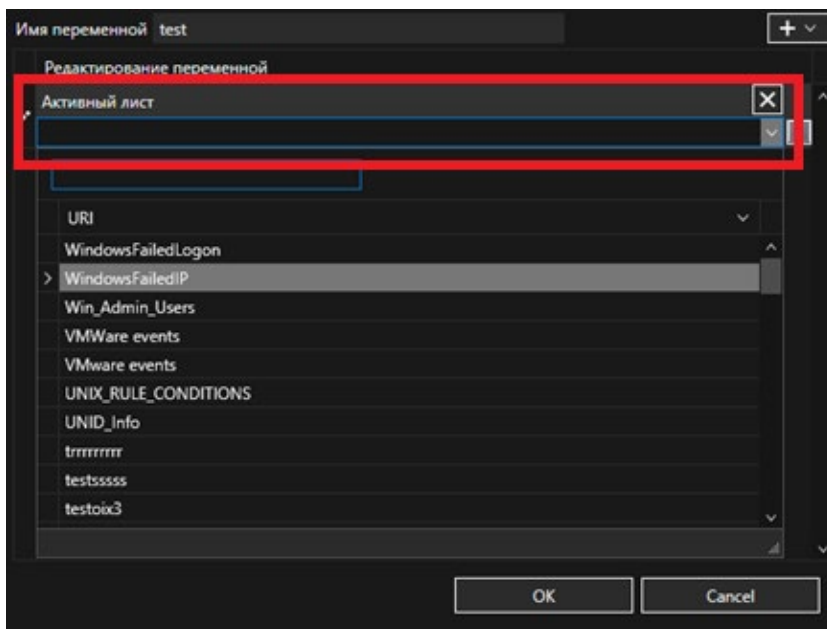 Имя переменной test
Редактирование переменной
Активный лист
URI
WindowsFailedLogon
WindowsFailedIP
Win_Admin_Users
VMWare events
VMware events
UNIX_RULE_CONDITIONS
UNID_Info
trrrrrrrrr
testsssss
testoix3
OK Cancel